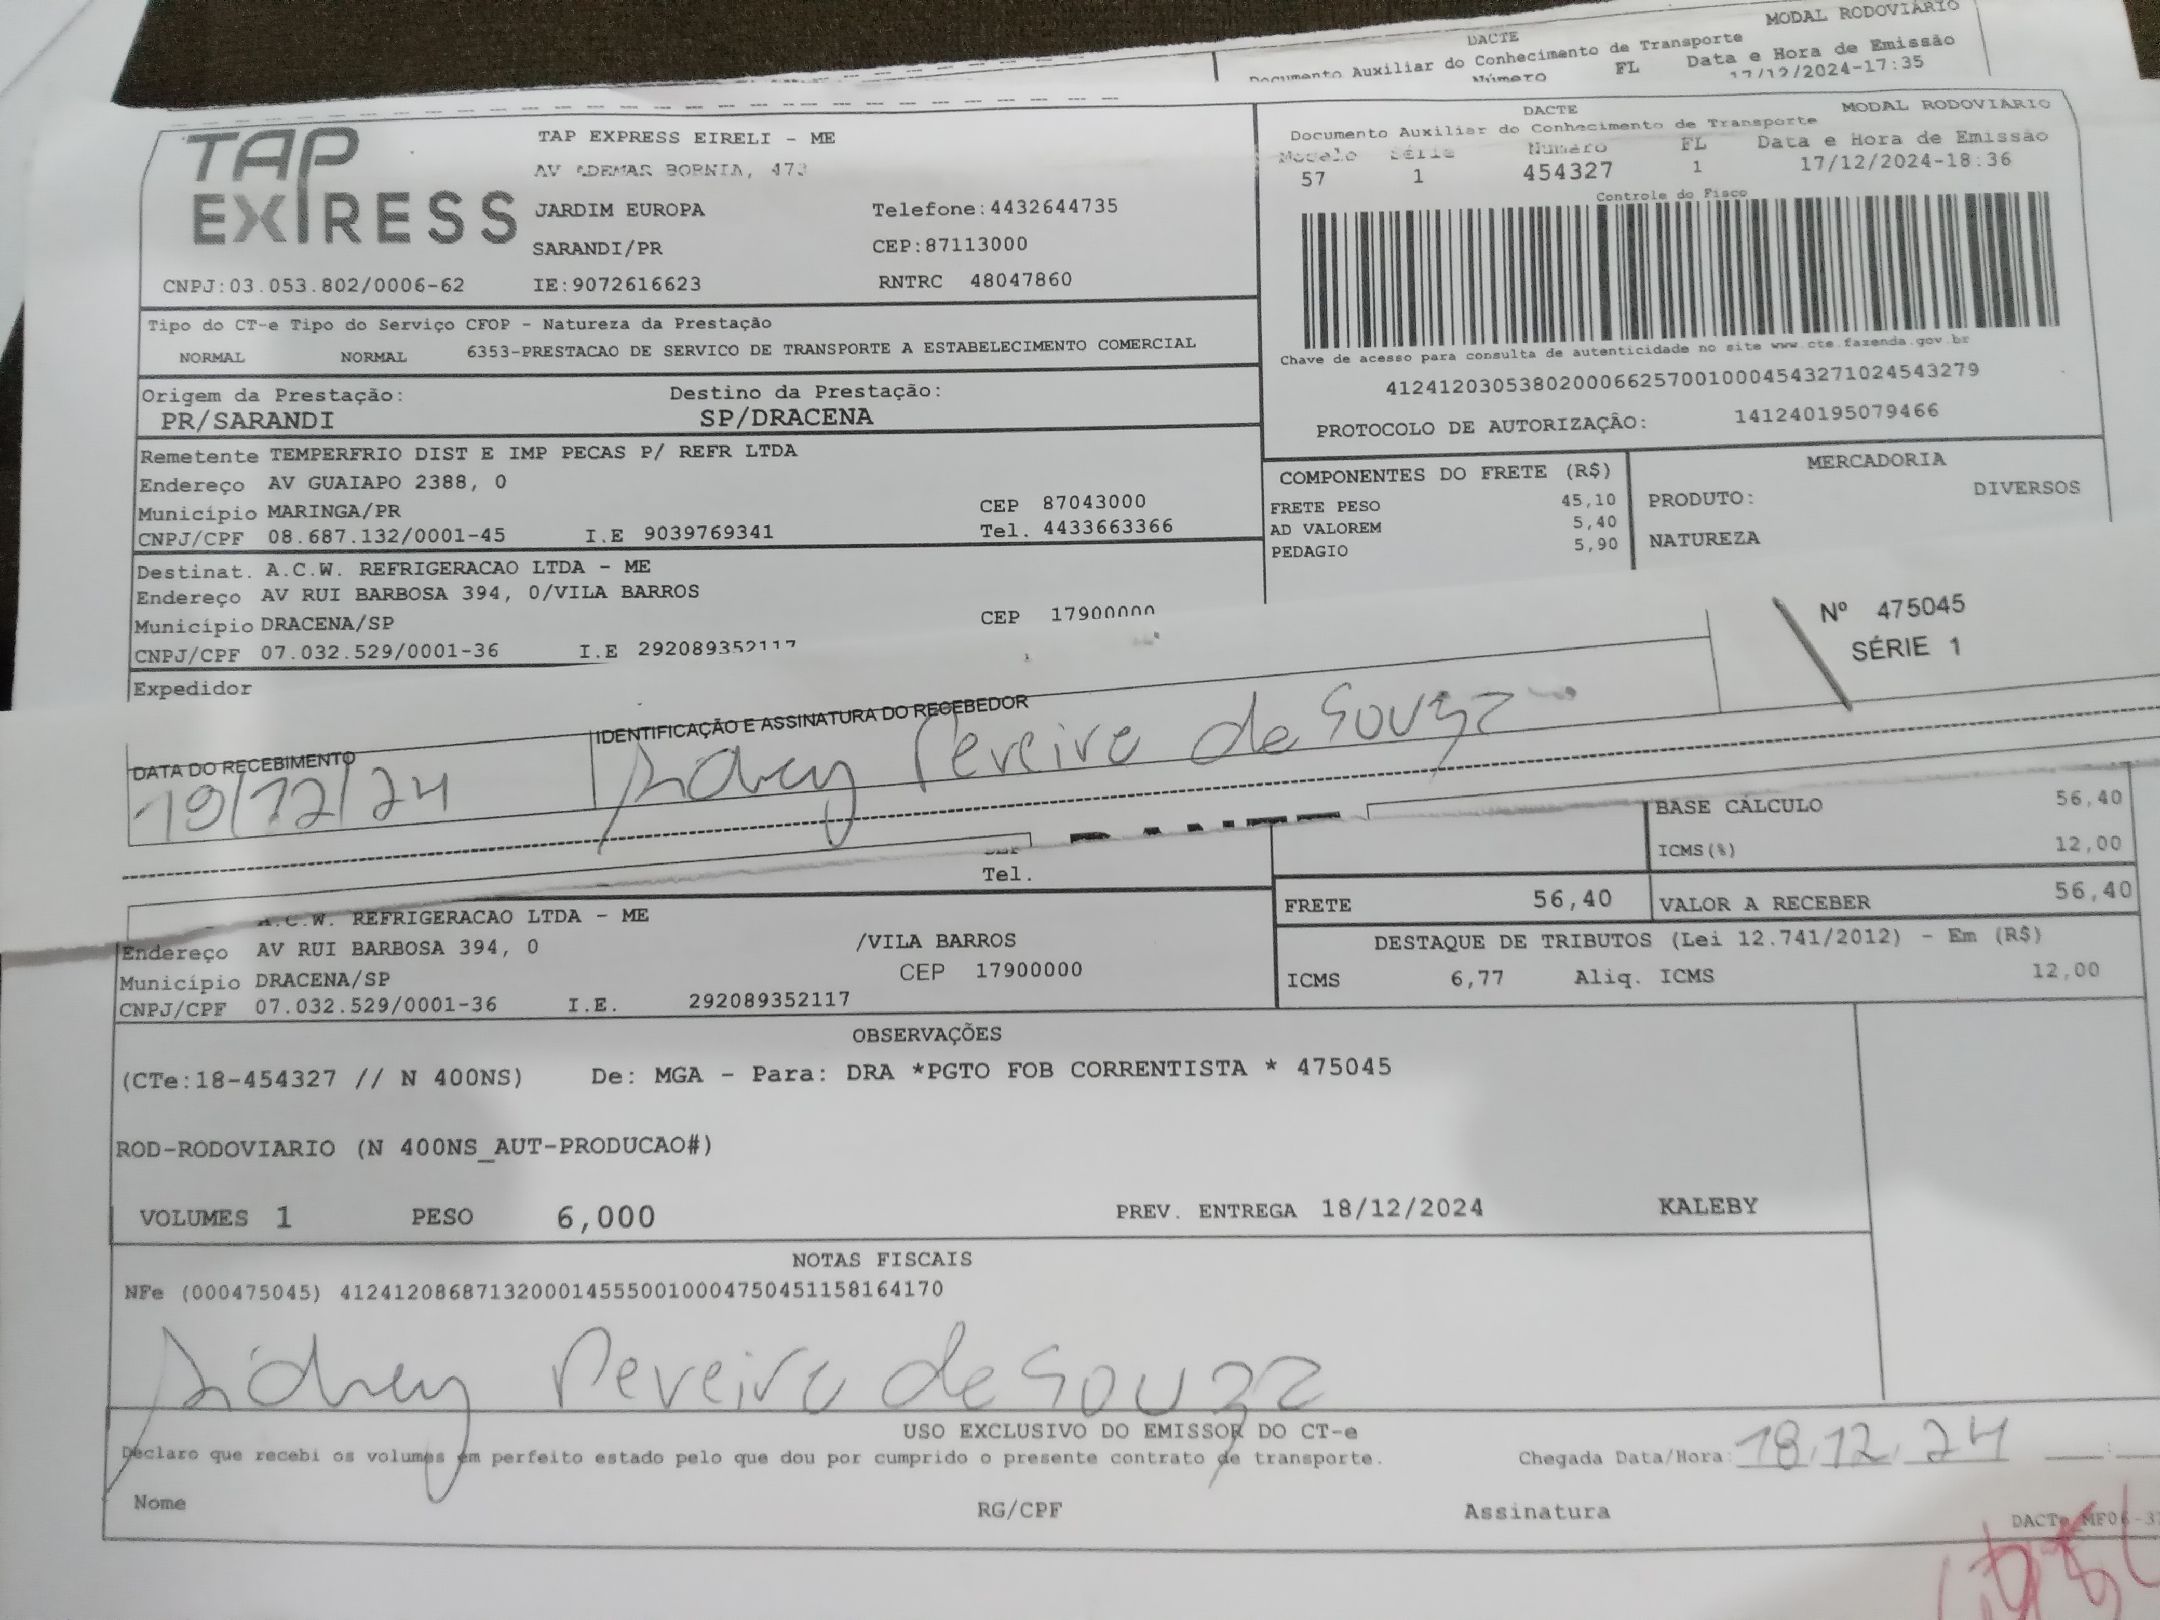 MODAL RODOVIÁRIO
DACTE
Documento Auxiliar do Conhecimento de Transporte
Número FL Data e Hora de Emissão
17/12/2024-17:35
TAP EXPRESS
TAP EXPRESS EIRELI - ME
AV ADEMAR BORNIA, 473
JARDIM EUROPA Telefone:4432644735
SARANDI/PR CEP:87113000
CNPJ:03.053.802/0006-62 IE:9072616623 RNTRC 48047860
DACTE MODAL RODOVIÁRIO
Documento Auxiliar do Conhecimento de Transporte
Modelo Série Número FL Data e Hora de Emissão
57 1 454327 1 17/12/2024-18:36
Controle do Fisco
Tipo do CT-e Tipo do Serviço CFOP - Natureza da Prestação
NORMAL NORMAL 6353-PRESTACAO DE SERVICO DE TRANSPORTE A ESTABELECIMENTO COMERCIAL
Chave de acesso para consulta de autenticidade no site www.cte.fazenda.gov.br
41241203053802000662570010004543271024543279
PROTOCOLO DE AUTORIZAÇÃO: 141240195079466
Origem da Prestação: Destino da Prestação:
PR/SARANDI SP/DRACENA
Remetente TEMPERFRIO DIST E IMP PECAS P/ REFR LTDA
Endereço AV GUAIAPO 2388, 0
Município MARINGA/PR CEP 87043000
CNPJ/CPF 08.687.132/0001-45 I.E 9039769341 Tel. 4433663366
COMPONENTES DO FRETE (R$)
FRETE PESO 45,10
AD VALOREM 5,40
PEDAGIO 5,90
MERCADORIA
PRODUTO: DIVERSOS
NATUREZA
Destinat. A.C.W. REFRIGERACAO LTDA - ME
Endereço AV RUI BARBOSA 394, 0/VILA BARROS
Município DRACENA/SP CEP 17900000
CNPJ/CPF 07.032.529/0001-36 I.E 292089352117
Expedidor
Nº 475045
SÉRIE 1
DATA DO RECEBIMENTO IDENTIFICAÇÃO E ASSINATURA DO RECEBEDOR
19/12/24 Sidney Pereira de Souza
BASE CÁLCULO 56,40
ICMS(%) 12,00
Tel.
FRETE 56,40 VALOR A RECEBER 56,40
A.C.W. REFRIGERACAO LTDA - ME
Endereço AV RUI BARBOSA 394, 0 /VILA BARROS
Município DRACENA/SP CEP 17900000
CNPJ/CPF 07.032.529/0001-36 I.E. 292089352117
DESTAQUE DE TRIBUTOS (Lei 12.741/2012) - Em (R$)
ICMS 6,77 Aliq. ICMS 12,00
OBSERVAÇÕES
(CTe:18-454327 // N 400NS) De: MGA - Para: DRA *PGTO FOB CORRENTISTA * 475045
ROD-RODOVIARIO (N 400NS_AUT-PRODUCAO#)
VOLUMES 1 PESO 6,000 PREV. ENTREGA 18/12/2024 KALEBY
NOTAS FISCAIS
NFe (000475045) 41241208687132000145550010004750451158164170
Sidney Pereira de Souza
USO EXCLUSIVO DO EMISSOR DO CT-e
Declaro que recebi os volumes em perfeito estado pelo que dou por cumprido o presente contrato de transporte. Chegada Data/Hora: 18.12.24
Nome RG/CPF Assinatura